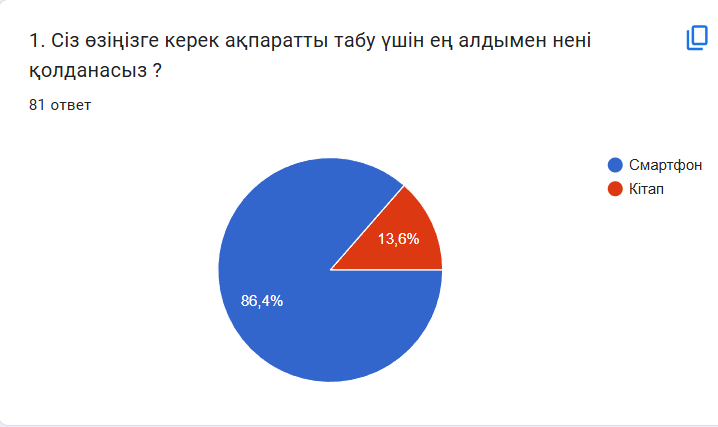 1. Сіз өзіңізге керек ақпаратты табу үшін ең алдымен нені
қолданасыз ?
81 ответ
Смартфон
Кітап
13,6%
86,4%